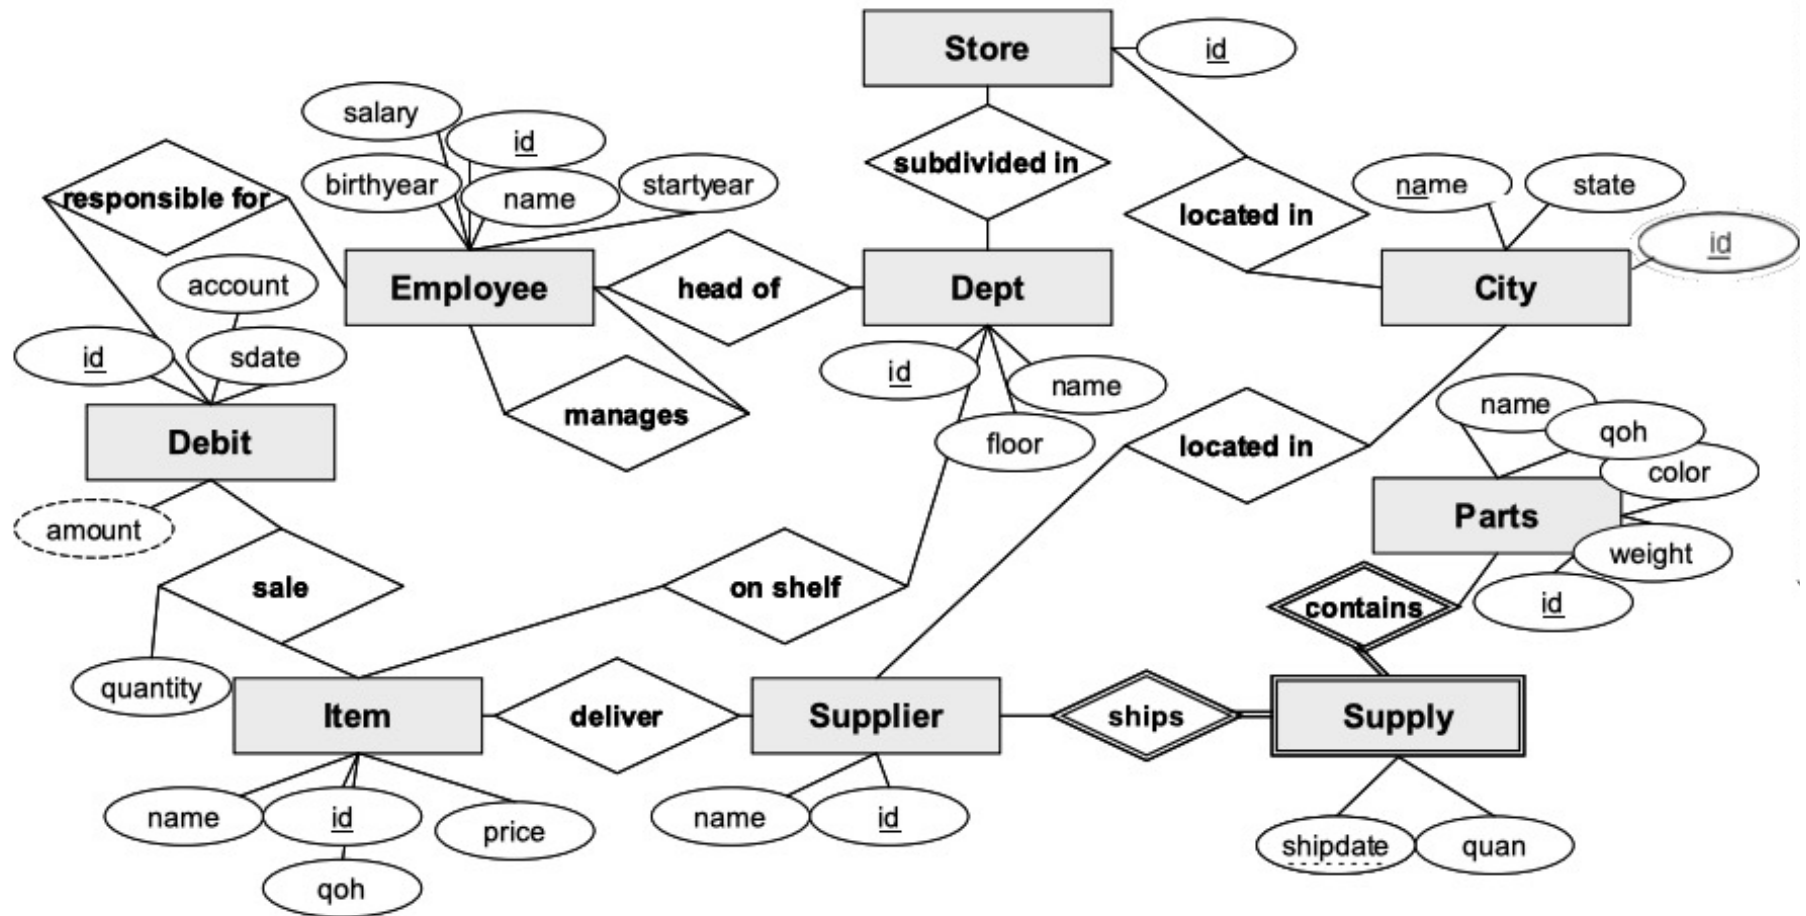 Store
id
salary
id
subdivided in
responsible for
birthyear
name
startyear
name
state
located in
id
account
Employee
head of
Dept
City
id
sdate
id
name
manages
name
floor
located in
qoh
Debit
color
Parts
amount
weight
sale
on shelf
contains
id
quantity
Item
deliver
Supplier
ships
Supply
name
id
price
name
id
shipdate
quan
qoh